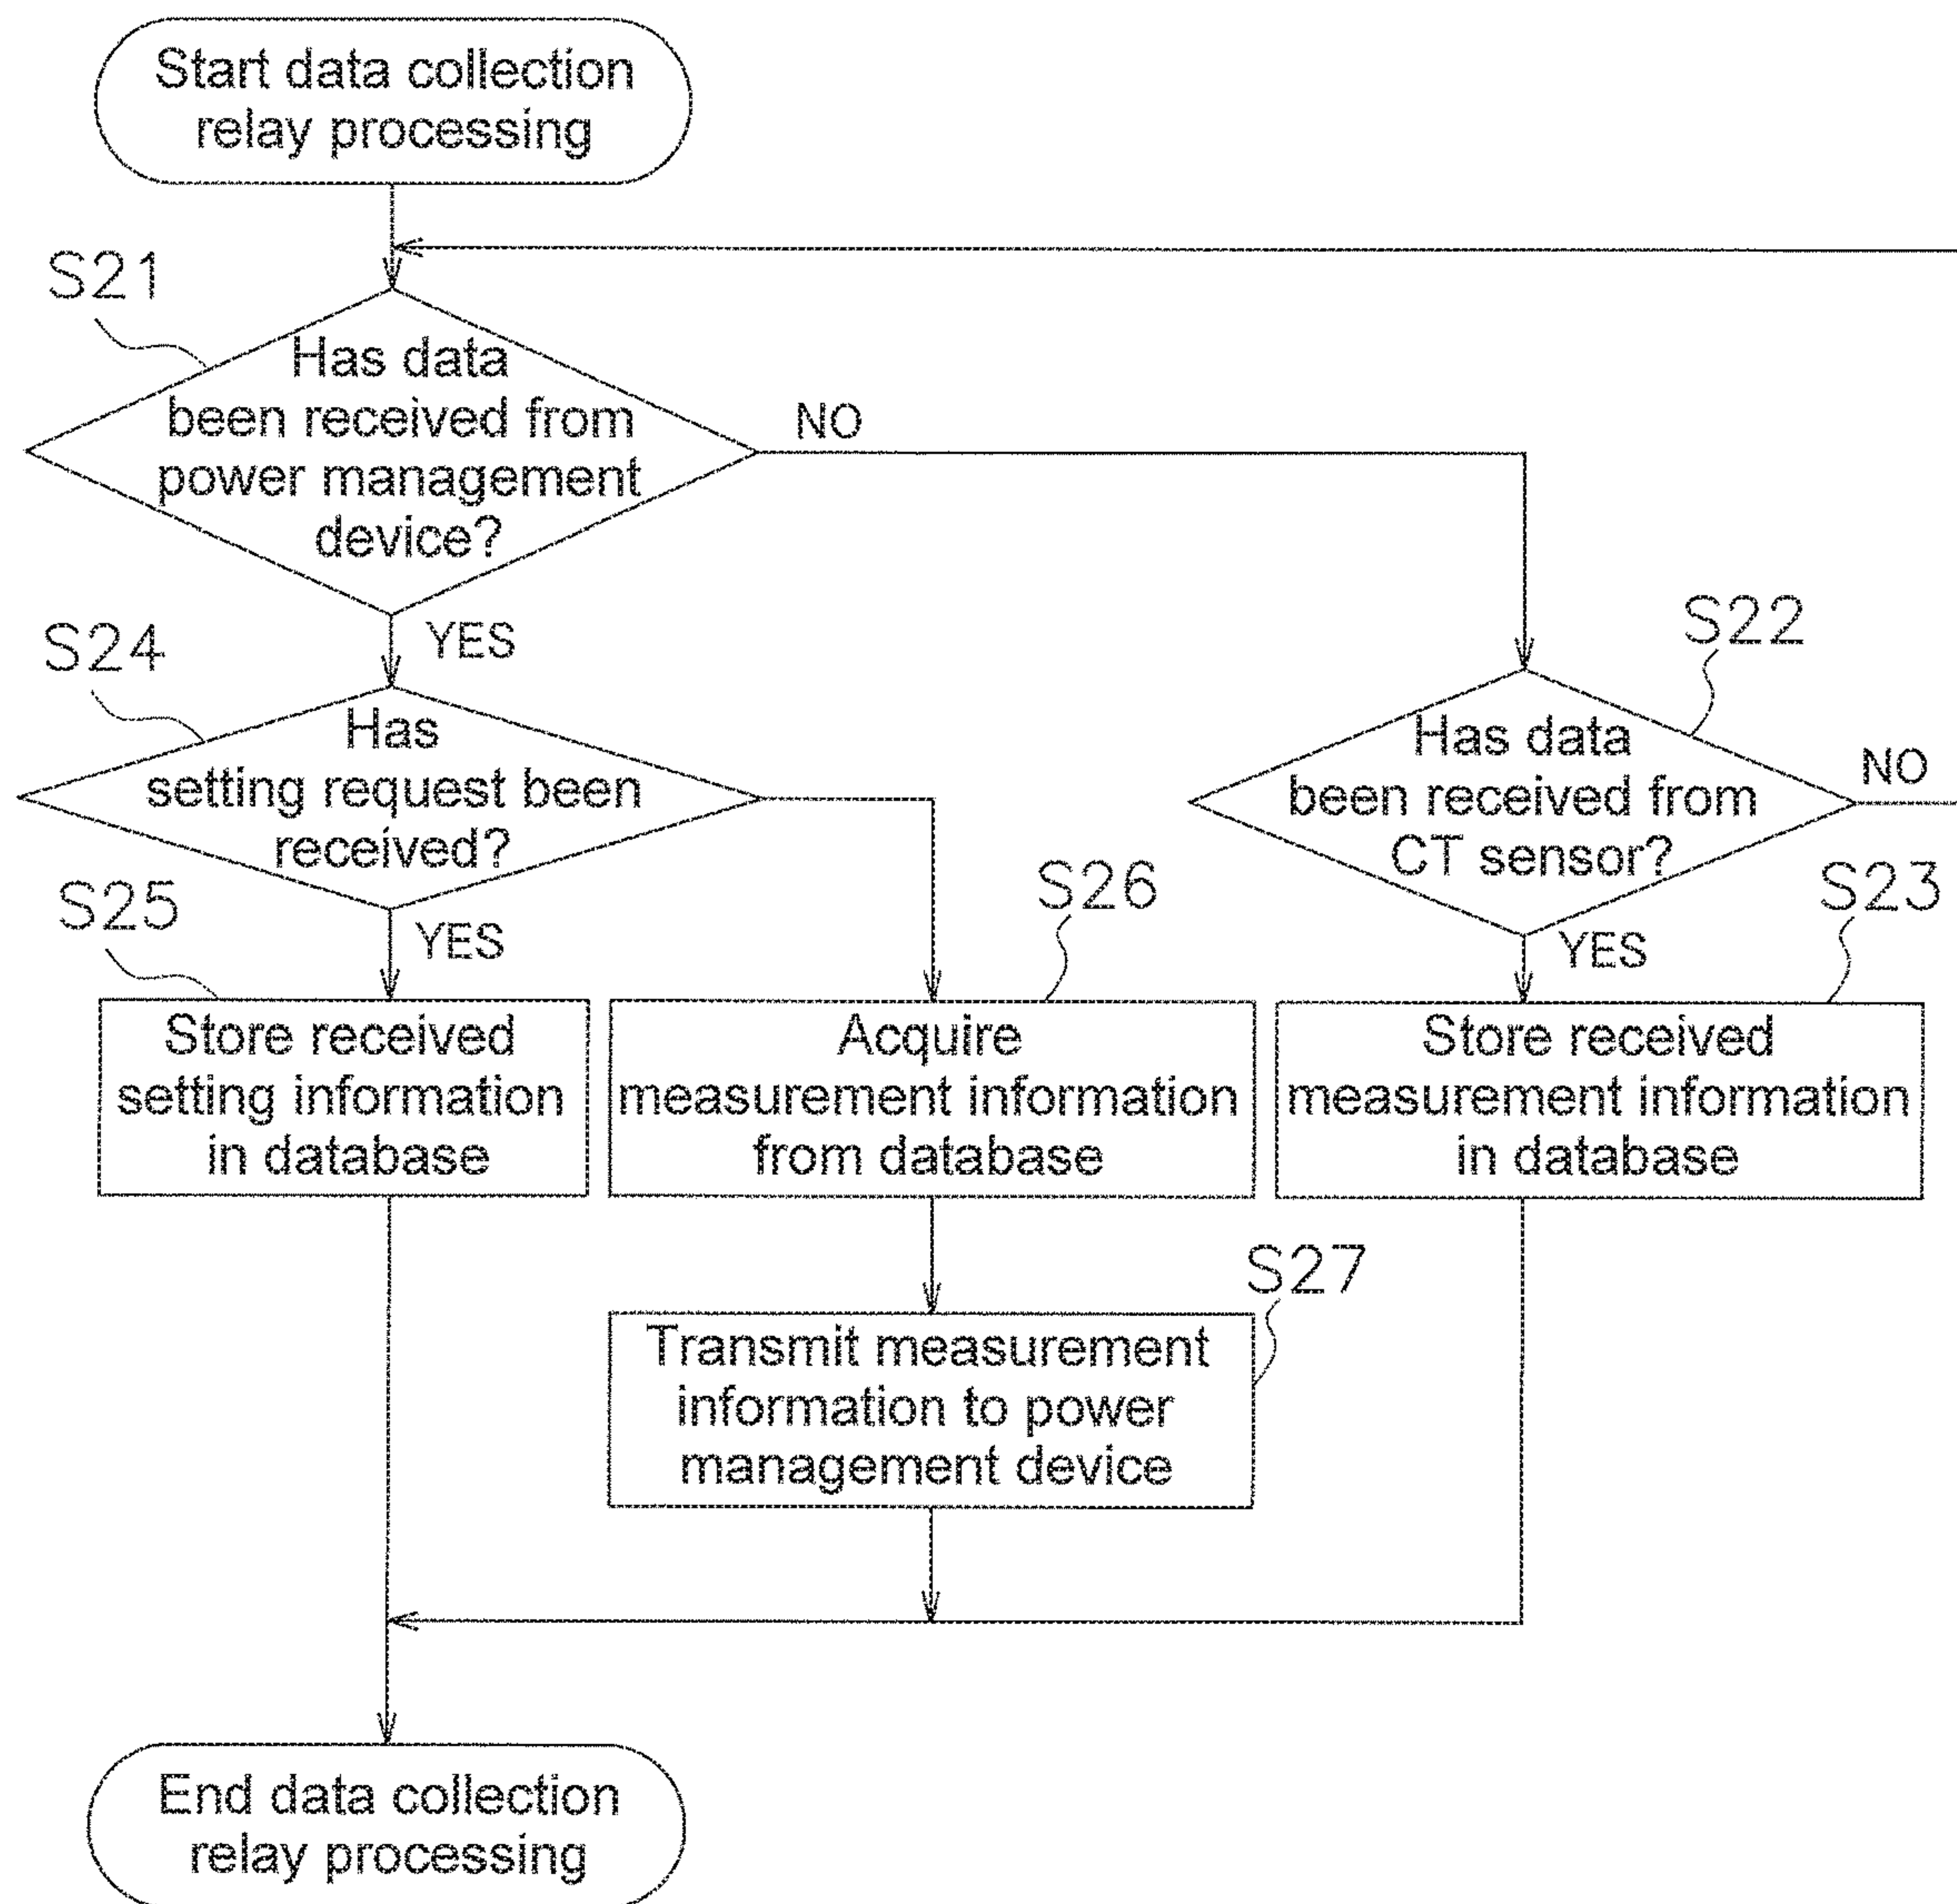 Start data collection
relay processing
S21
Has data
been received from
power management
device?
NO
YES
S24
Has
setting request been
received?
S22
Has data
been received from
CT sensor?
NO
YES
S25
YES
S26
S23
Store received
setting information
in database
Acquire
measurement information
from database
Store received
measurement information
in database
S27
Transmit measurement
information to power
management device
End data collection
relay processing